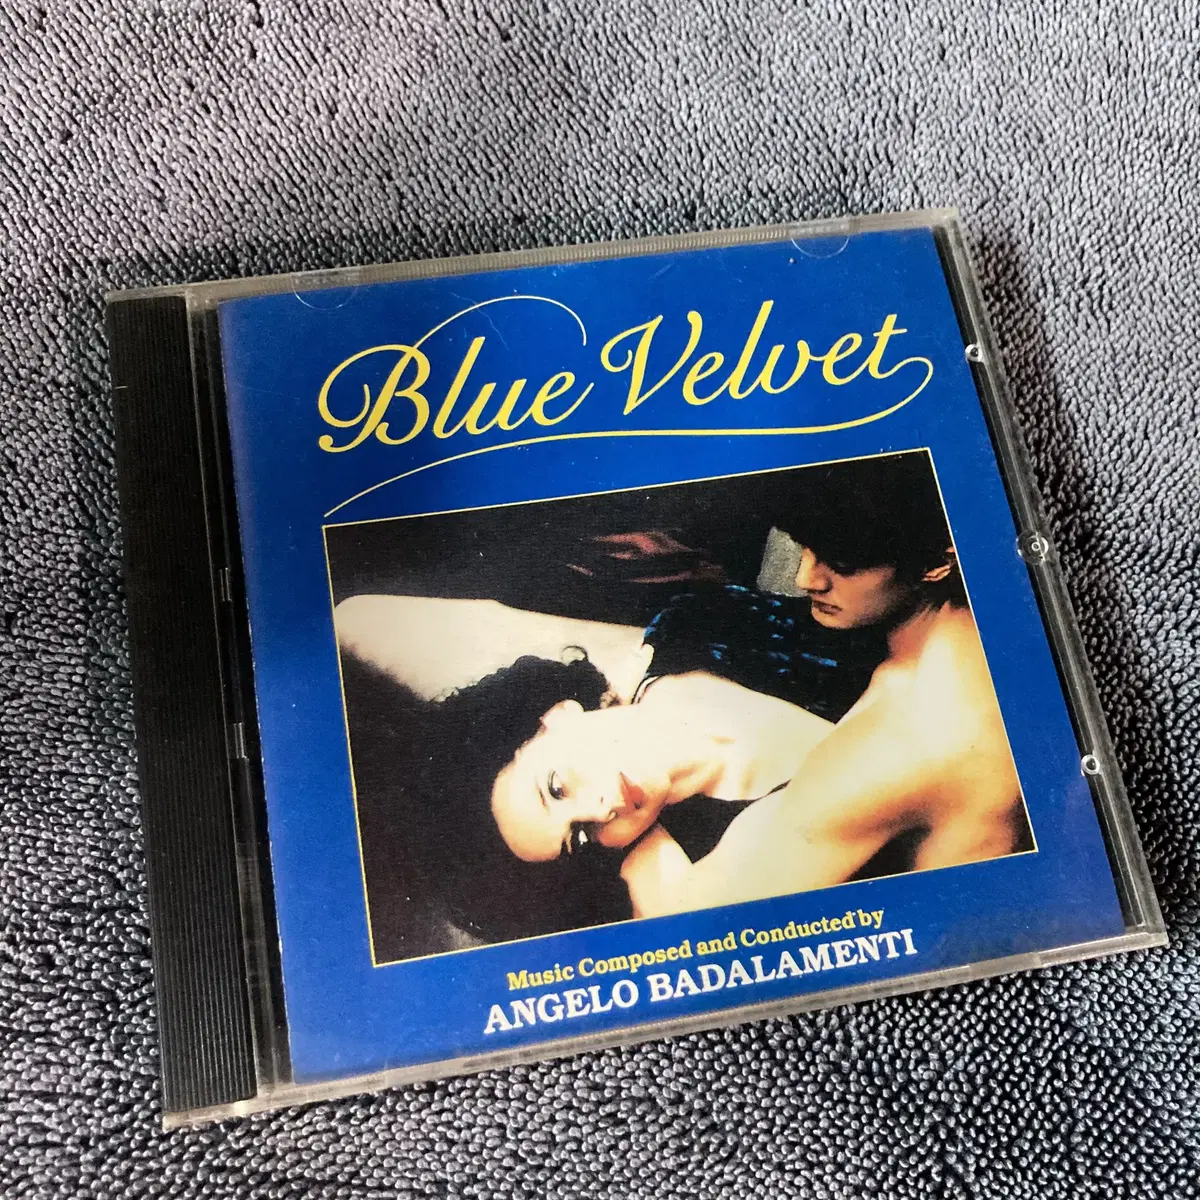 Blue Velvet
Music Composed and Conducted by
ANGELO BADALAMENTI